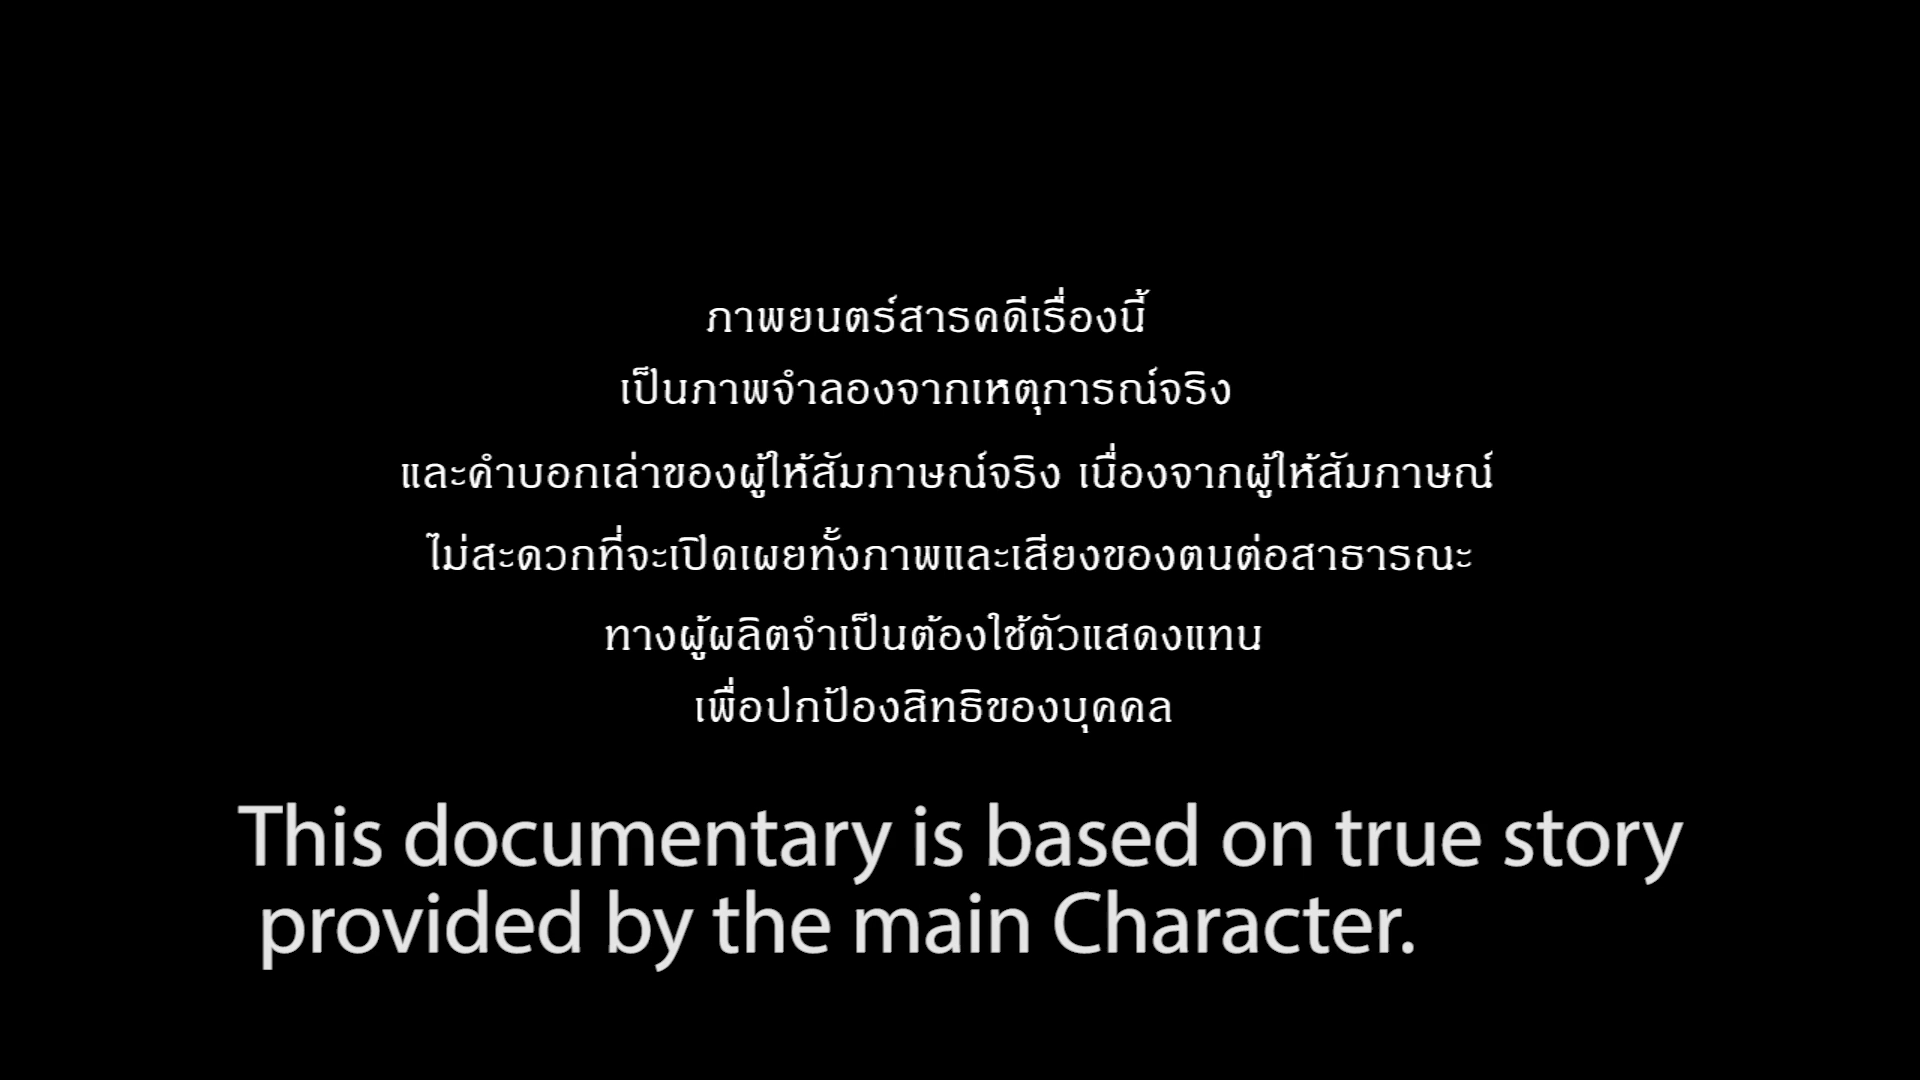 ภาพยนตร์สารคดีเรื่องนี้
เป็นภาพจำลองจากเหตุการณ์จริง
และคำบอกเล่าของผู้ให้สัมภาษณ์จริง เนื่องจากผู้ให้สัมภาษณ์
ไม่สะดวกที่จะเปิดเผยทั้งภาพและเสียงของตนต่อสาธารณะ
ทางผู้ผลิตจำเป็นต้องใช้ตัวแสดงแทน
เพื่อปกป้องสิทธิของบุคคล
This documentary is based on true story
provided by the main Character.